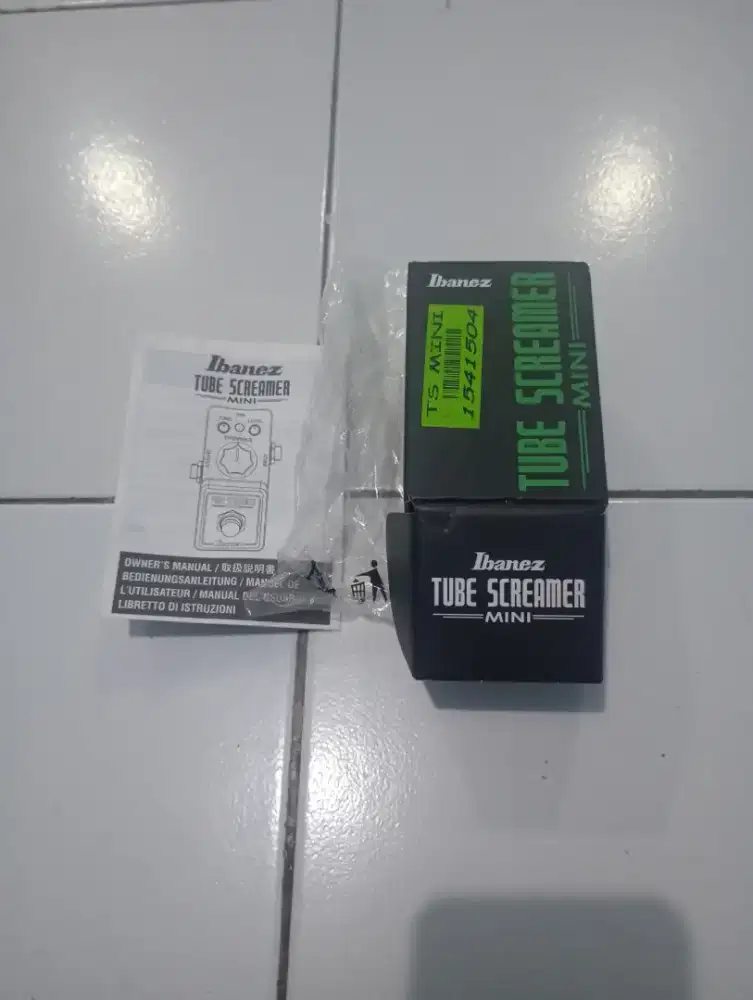 Ibanez
TUBE SCREAMER
MINI
OWNER'S MANUAL / 取扱説明書
BEDIENUNGSANLEITUNG / MANUEL DE
L'UTILISATEUR / MANUAL DEL USUARIO
LIBRETTO DI ISTRUZIONI
Ibanez
TS MINI
1541504
TUBE SCREAMER
MINI
Ibanez
TUBE SCREAMER
MINI